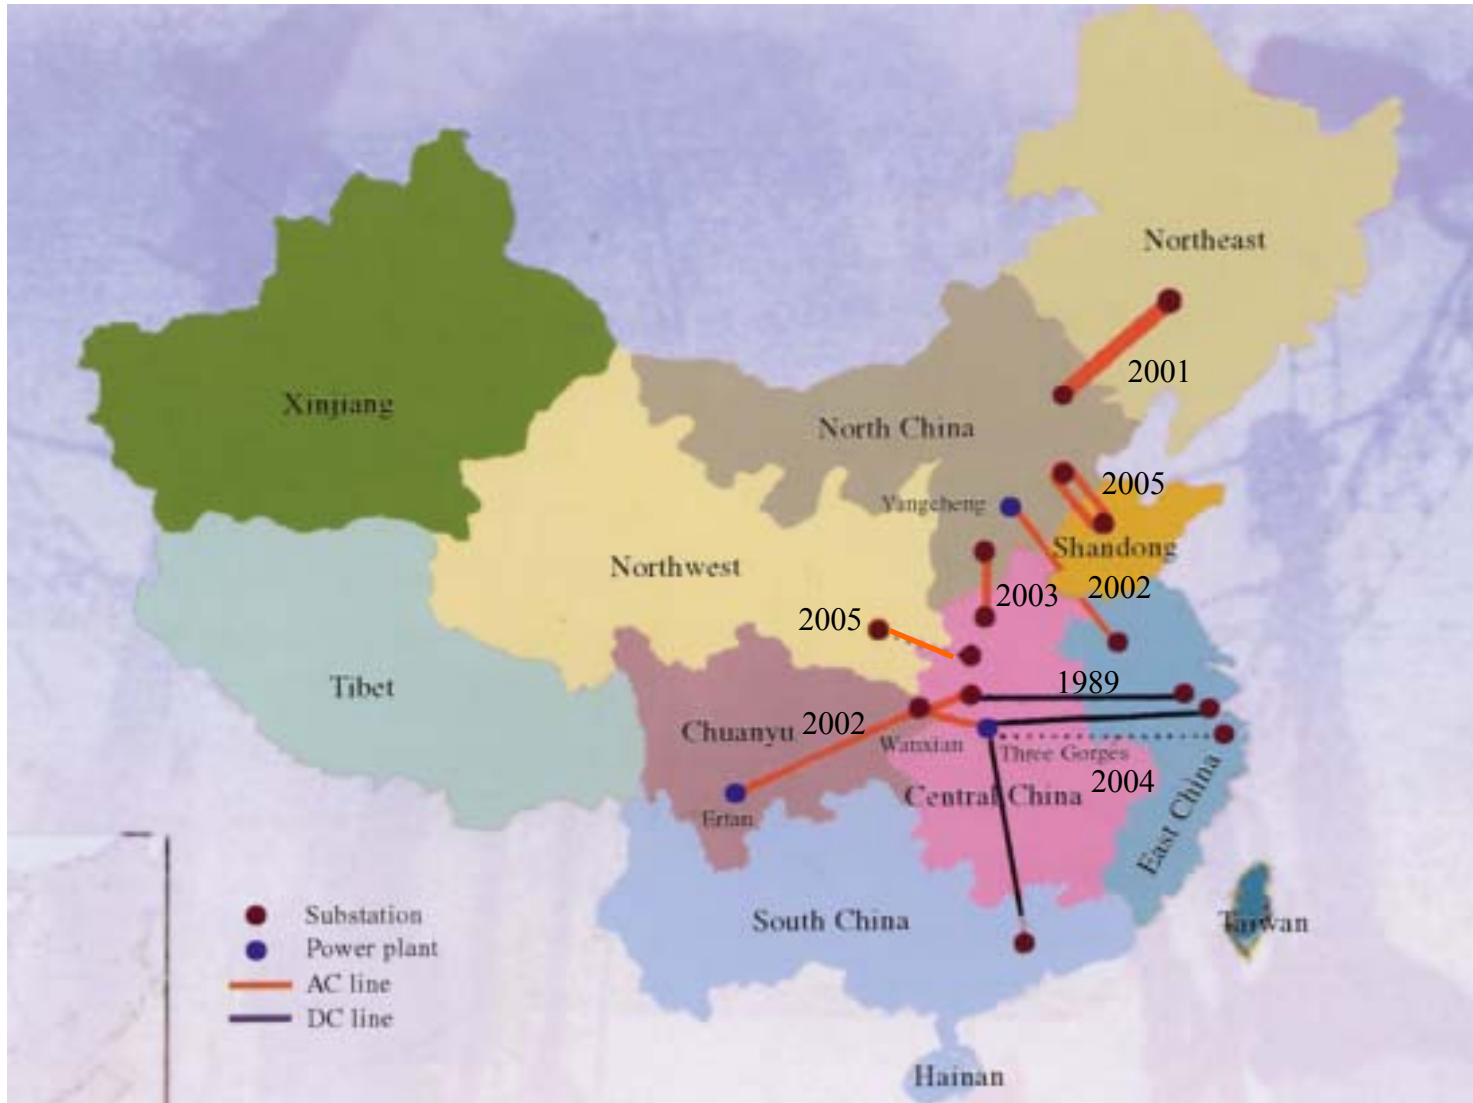 Northeast
2001
Xinjiang
North China
2005
Yangcheng
Shandong
Northwest
2002
2003
2005
Tibet
1989
Chuanyu
2002
Wanxian
Three Gorges
2004
Central China
Ertan
East China
Substation
South China
Taiwan
Power plant
AC line
DC line
Hainan